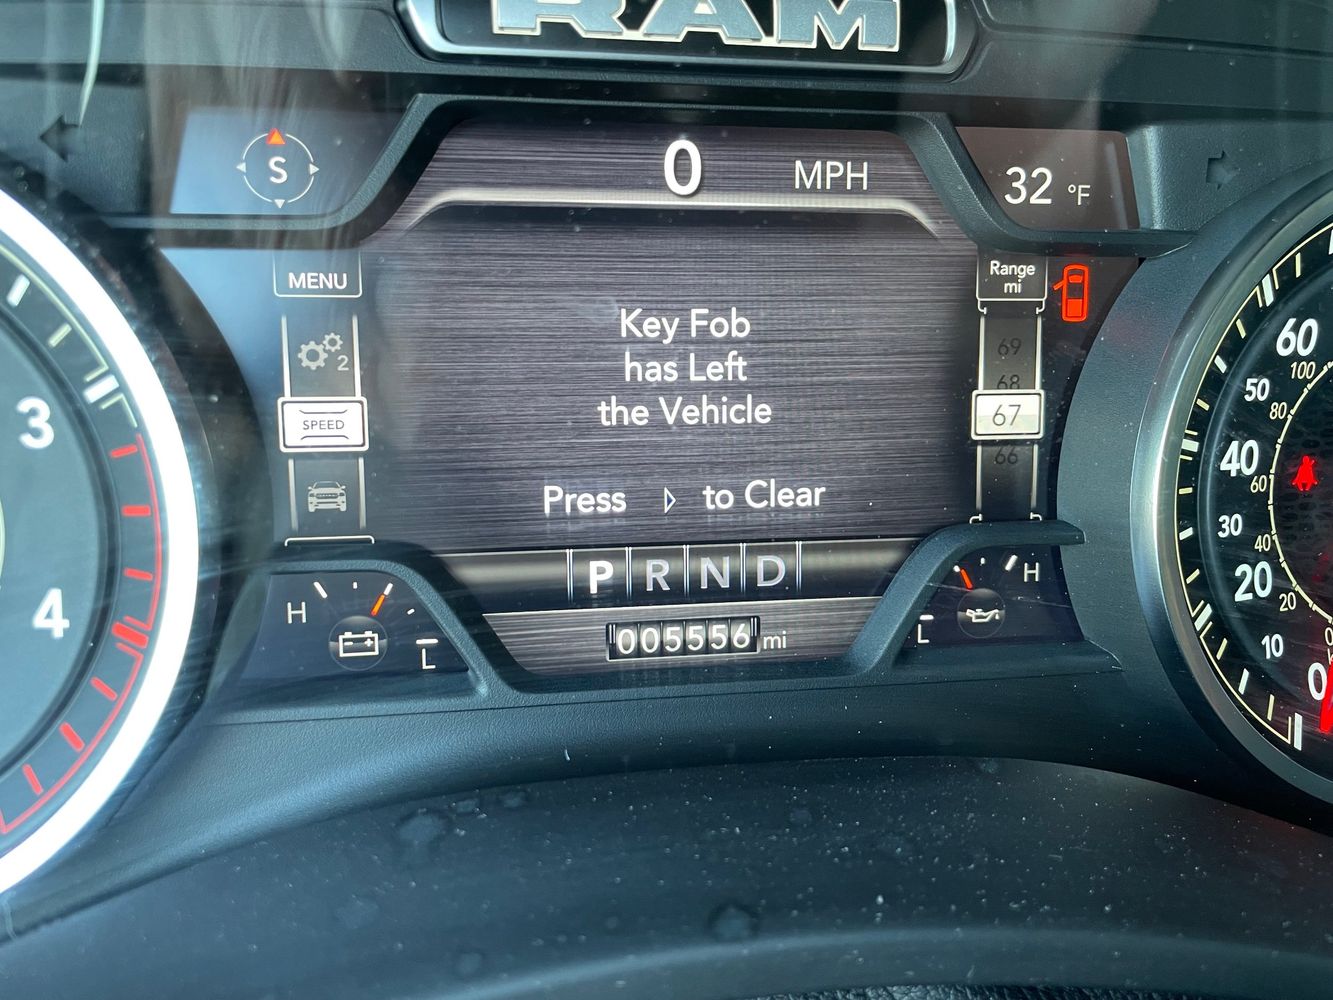 RAM
S
0 MPH
32 °F
MENU
2
SPEED
Key Fob
has Left
the Vehicle
Press to Clear
Range
mi
69
68
67
66
P R N D
005556 mi
H
L
H
L
3
4
60
50
40
30
20
10
0
100
80
60
40
20
0